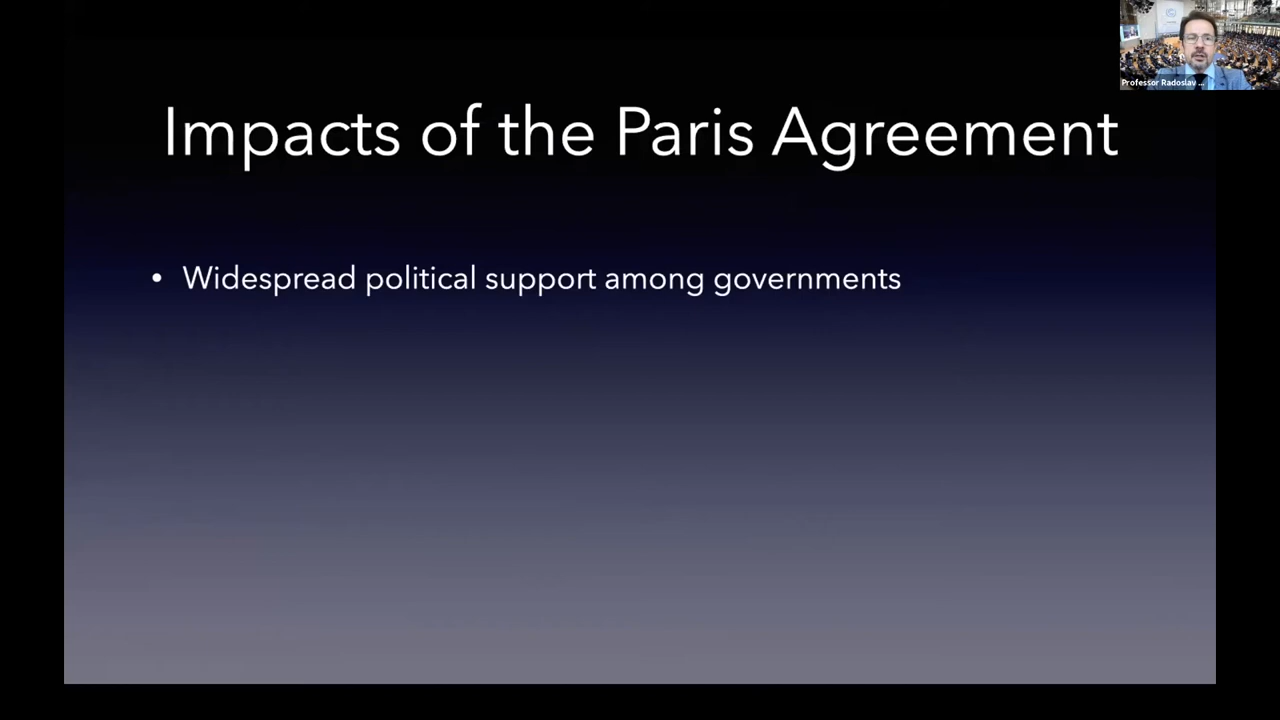 Professor Radoslav ...
Impacts of the Paris Agreement
• Widespread political support among governments